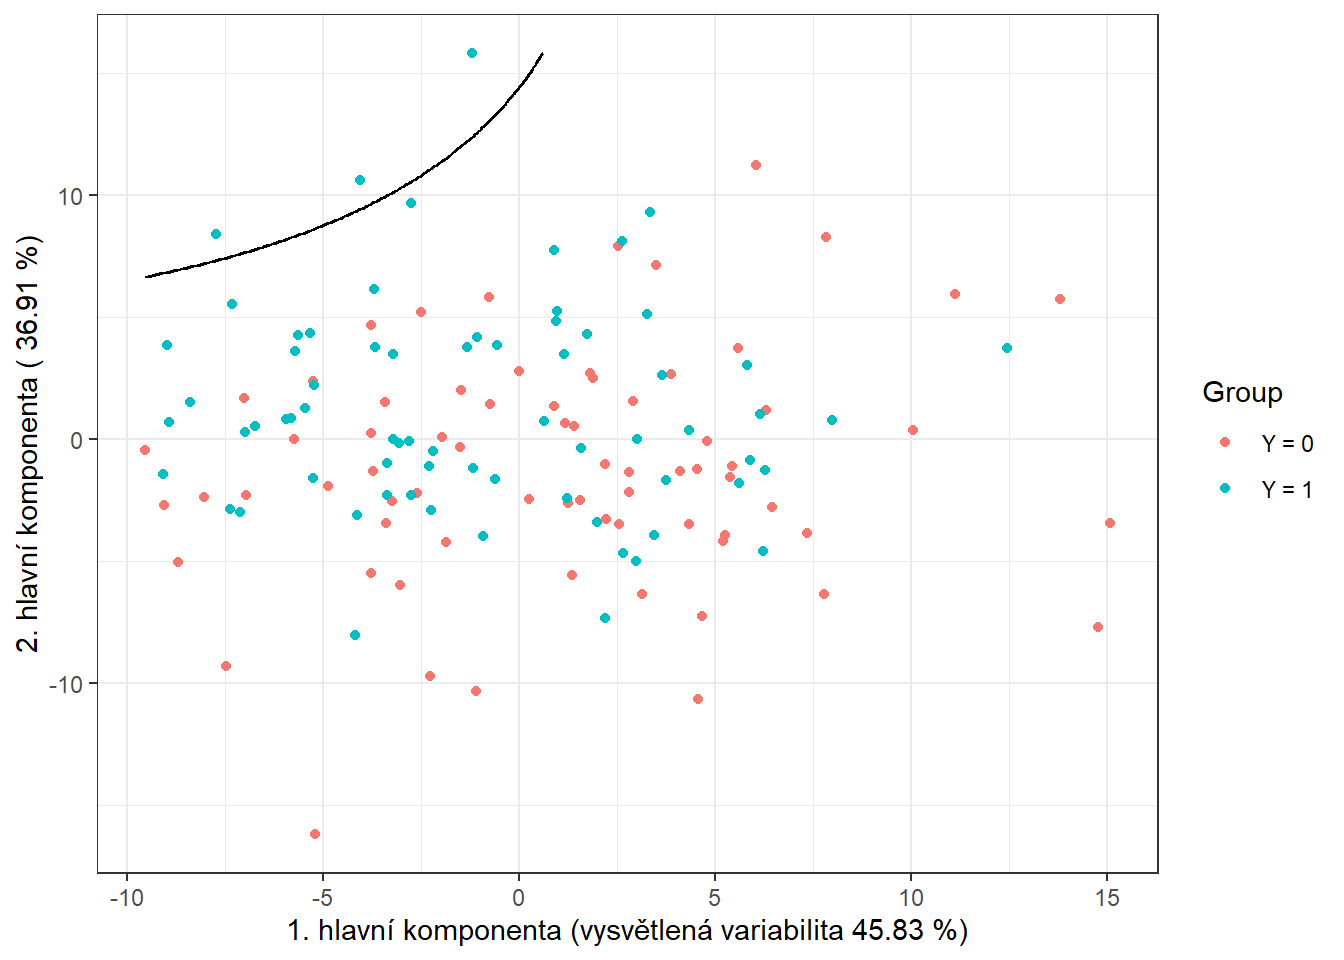 10
0
-10
2. hlavní komponenta ( 36.91 %)
-10
-5
0
5
10
15
1. hlavní komponenta (vysvětlená variabilita 45.83 %)
Group
Y = 0
Y = 1